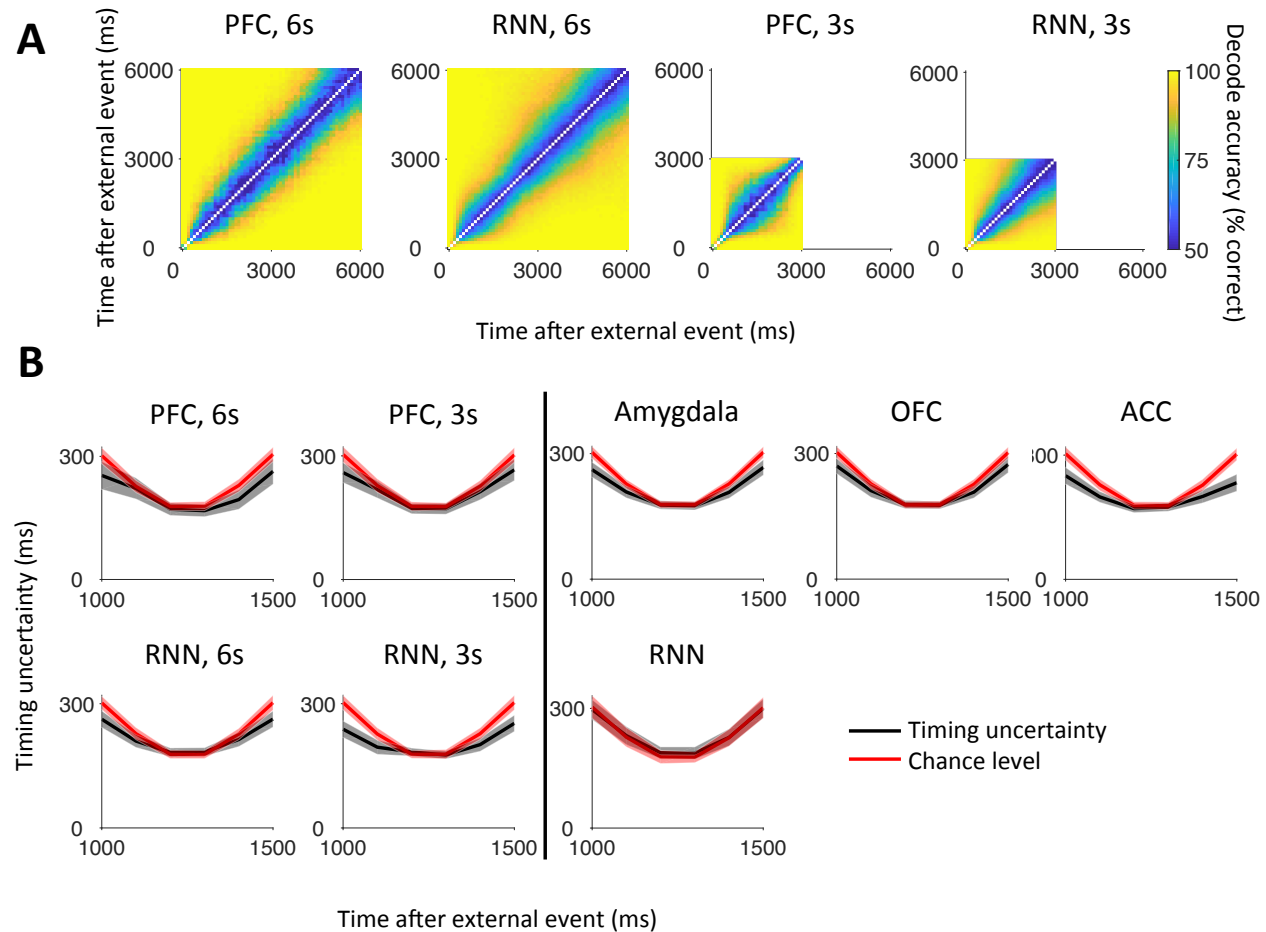 A
PFC, 6s
RNN, 6s
PFC, 3s
RNN, 3s
Time after external event (ms)
6000
3000
0
0
3000
6000
6000
3000
0
0
3000
6000
6000
3000
0
0
3000
6000
6000
3000
0
0
3000
6000
100
75
50
Decode accuracy (% correct)
Time after external event (ms)
B
PFC, 6s
PFC, 3s
Amygdala
OFC
ACC
Timing uncertainty (ms)
300
0
1000
1500
300
0
1000
1500
300
0
1000
1500
300
0
1000
1500
300
0
1000
1500
RNN, 6s
RNN, 3s
RNN
300
0
1000
1500
300
0
1000
1500
300
0
1000
1500
Timing uncertainty
Chance level
Time after external event (ms)